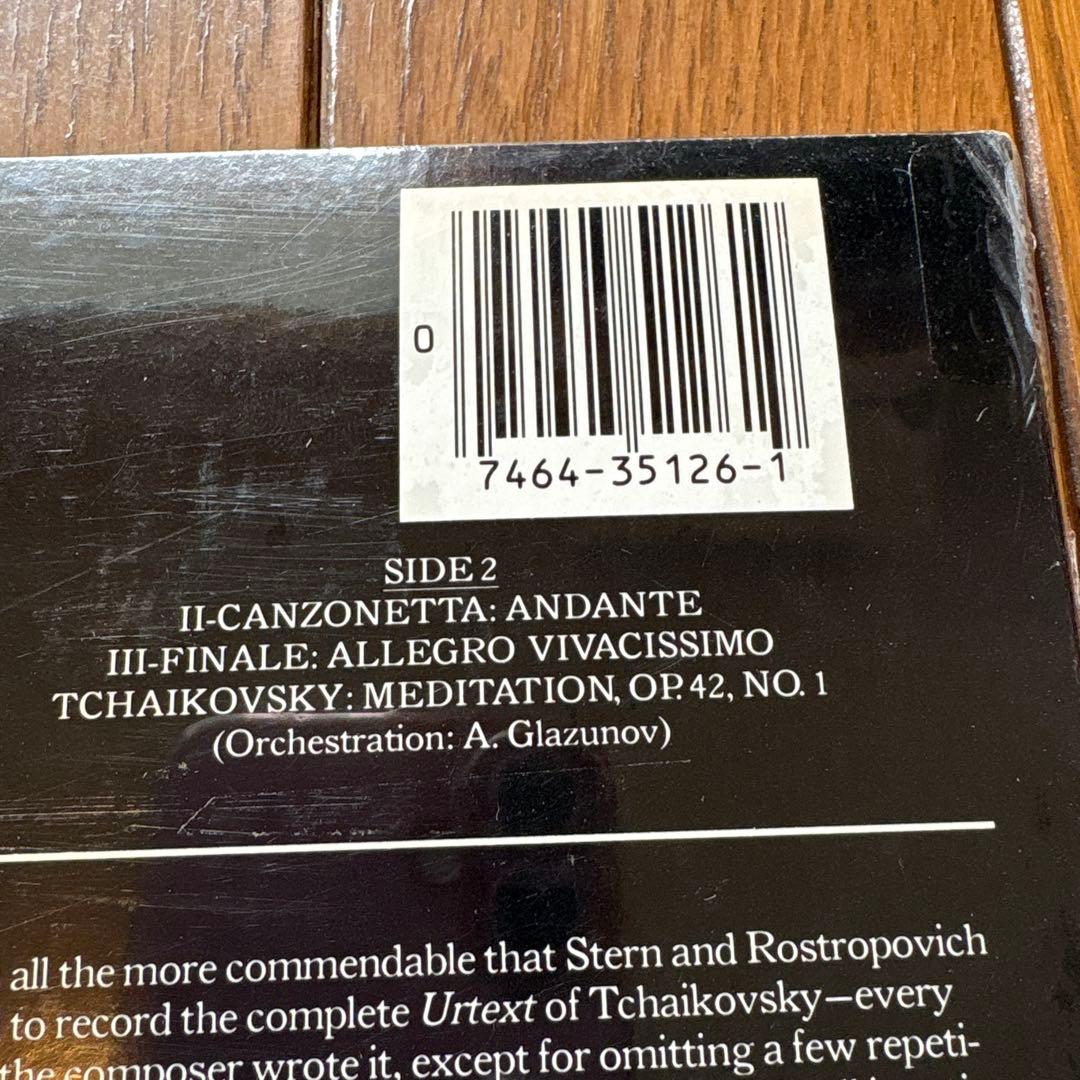 0
7464-35126-1
SIDE 2
II-CANZONETTA: ANDANTE
III-FINALE: ALLEGRO VIVACISSIMO
TCHAIKOVSKY: MEDITATION, OP. 42, NO. 1
(Orchestration: A. Glazunov)
all the more commendable that Stern and Rostropovich
to record the complete Urtext of Tchaikovsky—every
the composer wrote it, except for omitting a few repeti-